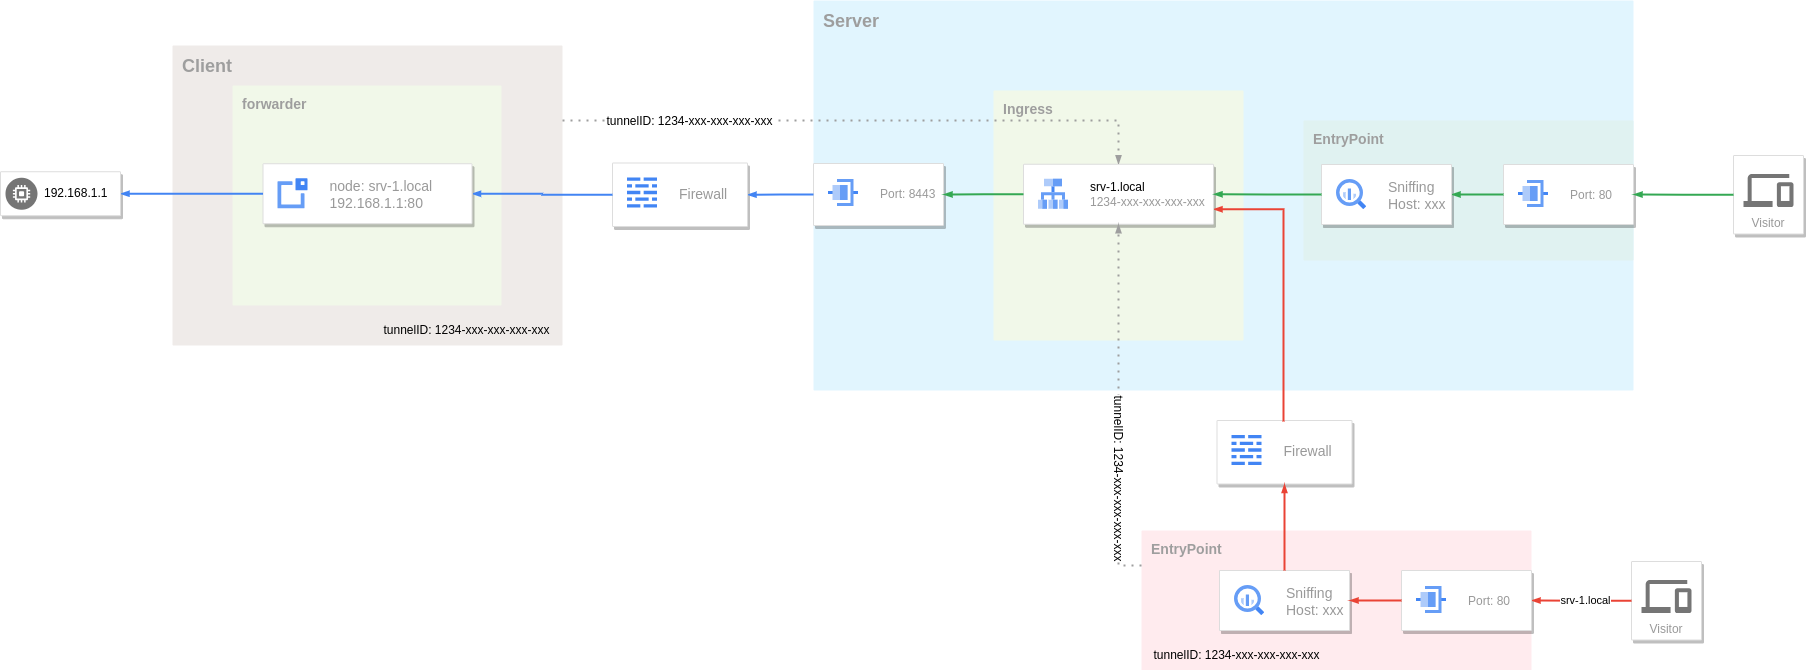 Server
Client
forwarder
Ingress
tunnelID: 1234-xxx-xxx-xxx-xxx
EntryPoint
192.168.1.1
node: srv-1.local
192.168.1.1:80
Firewall
Port: 8443
srv-1.local
1234-xxx-xxx-xxx-xxx
Sniffing
Host: xxx
Port: 80
Visitor
tunnelID: 1234-xxx-xxx-xxx-xxx
tunnelID: 1234-xxx-xxx-xxx-xxx
Firewall
EntryPoint
Sniffing
Host: xxx
Port: 80
srv-1.local
Visitor
tunnelID: 1234-xxx-xxx-xxx-xxx